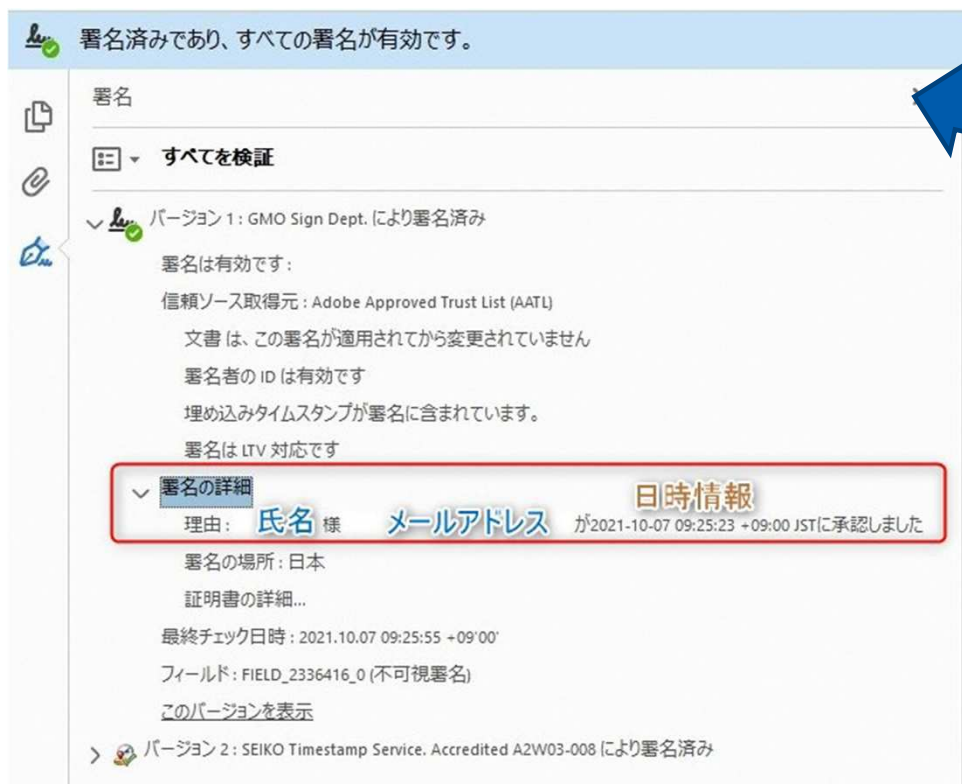 署名済みであり、すべての署名が有効です。
署名
すべてを検証
バージョン 1 : GMO Sign Dept. により署名済み
署名は有効です :
信頼ソース取得元 : Adobe Approved Trust List (AATL)
文書 は、この署名が適用されてから変更されていません
署名者の ID は有効です
埋め込みタイムスタンプが署名に含まれています。
署名は LTV 対応です
署名の詳細
日時情報
理由 : 氏名 様 メールアドレス が2021-10-07 09:25:23 +09:00 JSTに承認しました
署名の場所 : 日本
証明書の詳細...
最終チェック日時 : 2021.10.07 09:25:55 +09'00'
フィールド : FIELD_2336416_0 (不可視署名)
このバージョンを表示
バージョン 2 : SEIKO Timestamp Service. Accredited A2W03-008 により署名済み